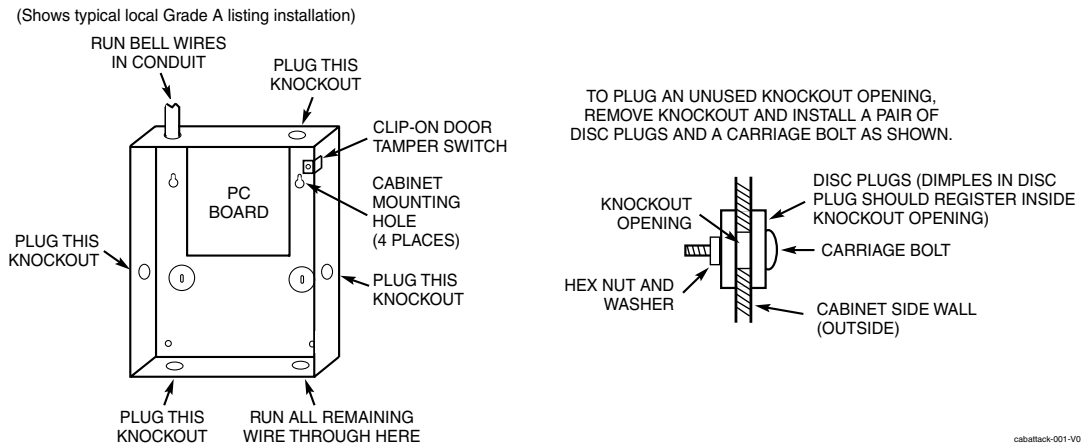 (Shows typical local Grade A listing installation)
RUN BELL WIRES
IN CONDUIT
PLUG THIS
KNOCKOUT
CLIP-ON DOOR
TAMPER SWITCH
PC
BOARD
CABINET
MOUNTING
HOLE
(4 PLACES)
PLUG THIS
KNOCKOUT
PLUG THIS
KNOCKOUT
PLUG THIS
KNOCKOUT
RUN ALL REMAINING
WIRE THROUGH HERE
TO PLUG AN UNUSED KNOCKOUT OPENING,
REMOVE KNOCKOUT AND INSTALL A PAIR OF
DISC PLUGS AND A CARRIAGE BOLT AS SHOWN.
KNOCKOUT
OPENING
DISC PLUGS (DIMPLES IN DISC
PLUG SHOULD REGISTER INSIDE
KNOCKOUT OPENING)
CARRIAGE BOLT
HEX NUT AND
WASHER
CABINET SIDE WALL
(OUTSIDE)
cabattack-001-V0